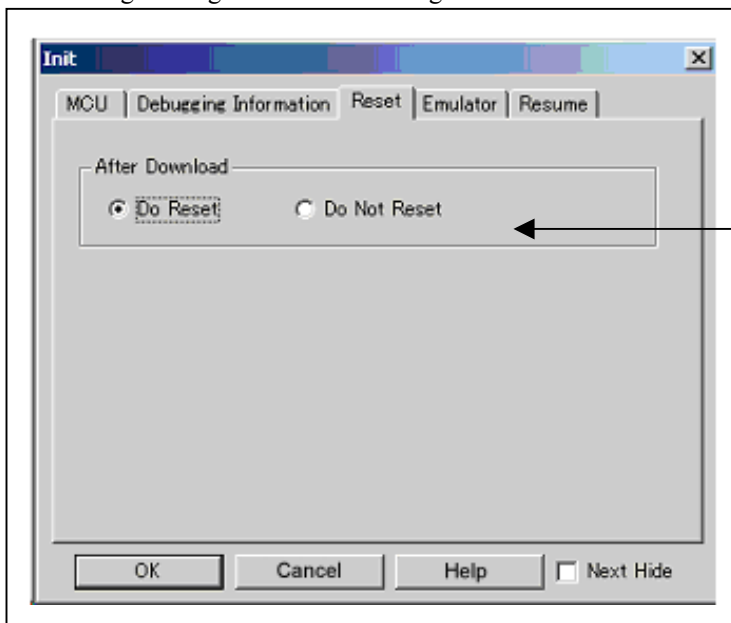 Init
MCU Debugging Information Reset Emulator Resume
After Download
Do Reset Do Not Reset
OK Cancel Help Next Hide